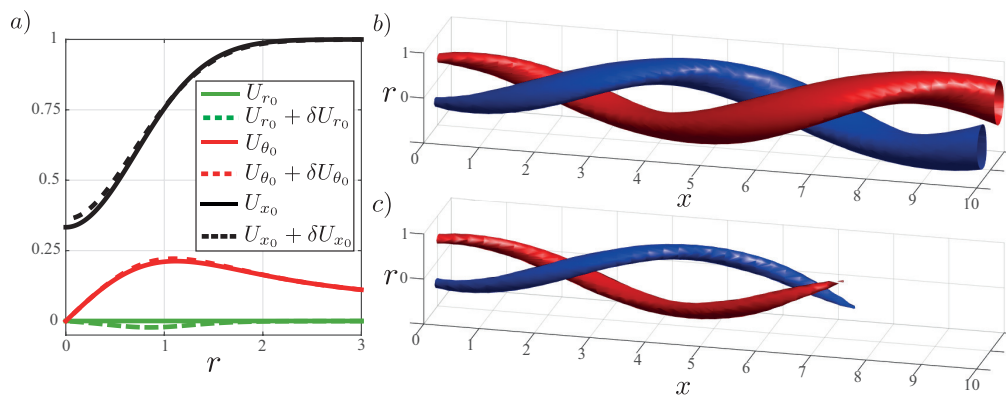 a)
1
0.75
0.5
0.25
0
0 1 2 3
r
U_{r_0}
U_{r_0} + δU_{r_0}
U_{θ_0}
U_{θ_0} + δU_{θ_0}
U_{x_0}
U_{x_0} + δU_{x_0}
b)
1
r 0
0 1 2 3 4 5 6 7 8 9 10
x
c)
1
r 0
0 1 2 3 4 5 6 7 8 9 10
x